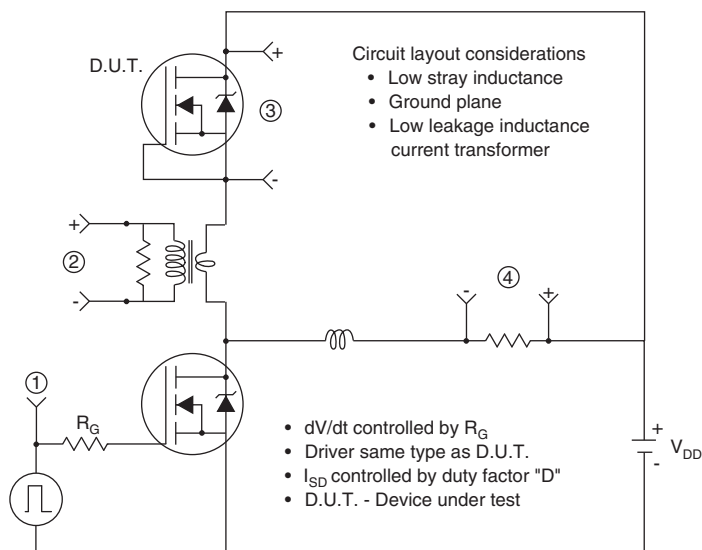 D.U.T.
+
Circuit layout considerations
• Low stray inductance
• Ground plane
• Low leakage inductance
current transformer
③
-
+
②
-
④
- +
①
R_G
• dV/dt controlled by R_G
• Driver same type as D.U.T.
• I_SD controlled by duty factor "D"
• D.U.T. - Device under test
+
V_DD
-